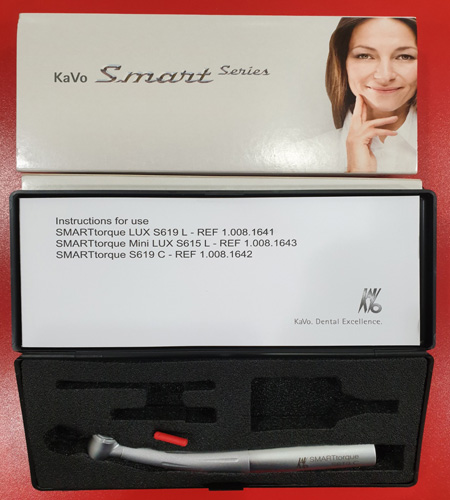 KaVo Smart Series
Instructions for use
SMARTtorque LUX S619 L - REF 1.008.1641
SMARTtorque Mini LUX S615 L - REF 1.008.1643
SMARTtorque S619 C - REF 1.008.1642
KaVo
KaVo. Dental Excellence.
SMARTtorque